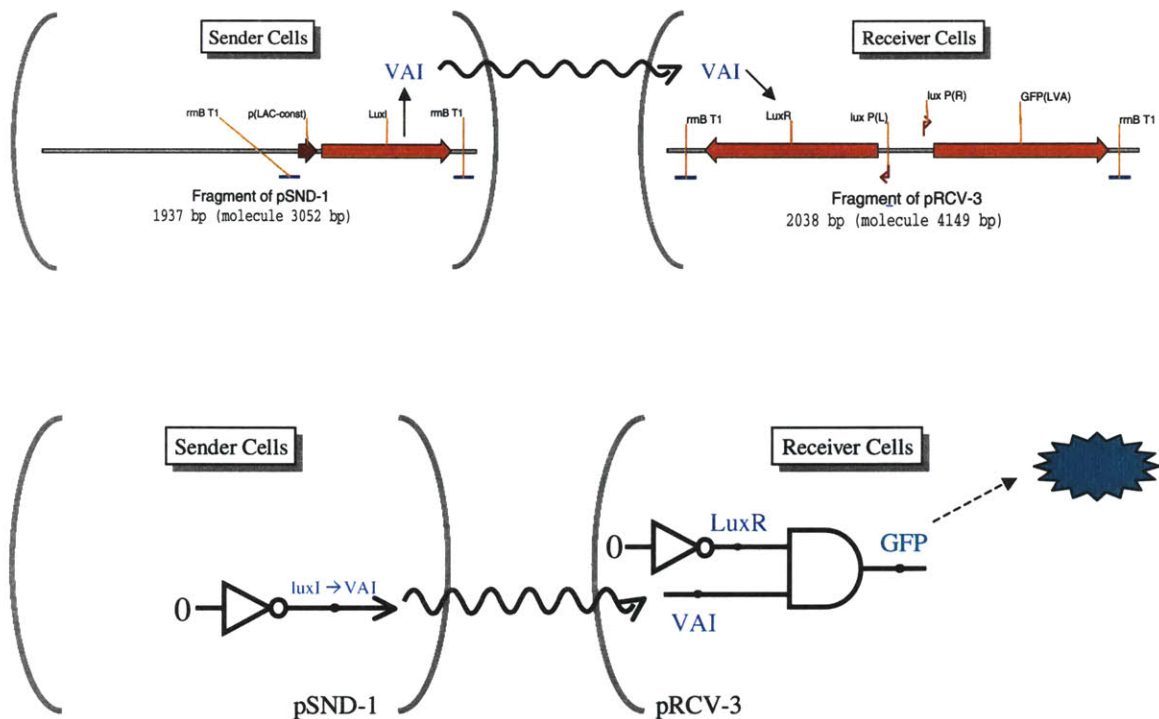 Sender Cells
VAI
rrnB T1
p(LAC-const)
LuxI
rrnB T1
Fragment of pSND-1
1937 bp (molecule 3052 bp)
Receiver Cells
VAI
lux P(R)
GFP(LVA)
rrnB T1
LuxR
lux P(L)
rrnB T1
Fragment of pRCV-3
2038 bp (molecule 4149 bp)
Sender Cells
0
luxI → VAI
pSND-1
Receiver Cells
0
LuxR
VAI
GFP
pRCV-3